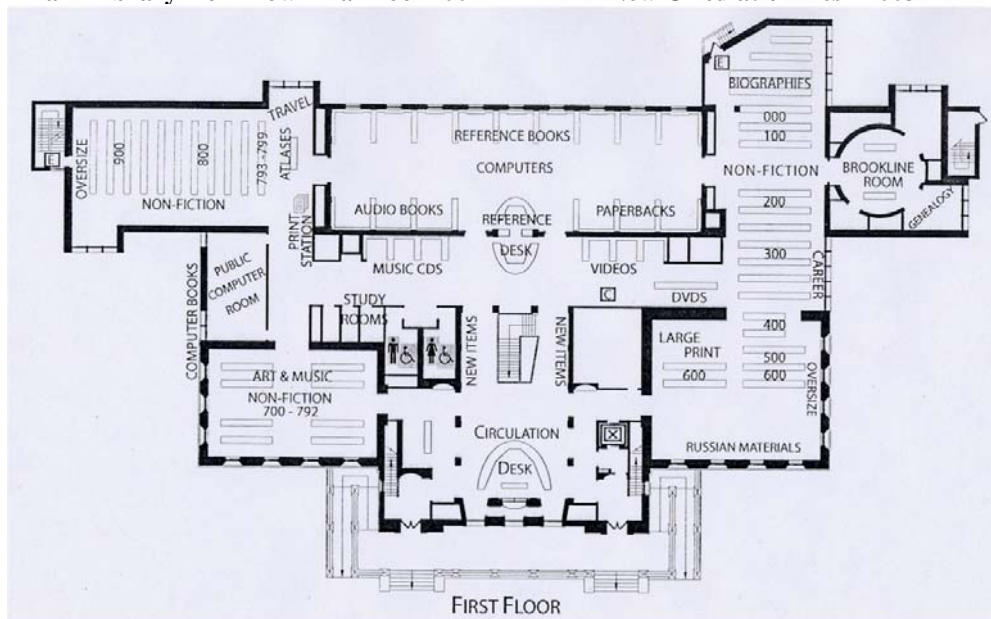 BIOGRAPHIES
E
000
100
TRAVEL
OVERSIZE
900
800
793-799
ATLASES
NON-FICTION
E
REFERENCE BOOKS
COMPUTERS
AUDIO BOOKS
REFERENCE
DESK
PAPERBACKS
NON-FICTION
200
BROOKLINE
ROOM
GENEALOGY
PRINT
STATION
PUBLIC
COMPUTER
ROOM
COMPUTER BOOKS
MUSIC CDS
VIDEOS
C
DVDS
300
CAREER
STUDY
ROOMS
NEW ITEMS
NEW ITEMS
LARGE
PRINT
600
400
500
600
OVERSIZE
ART & MUSIC
NON-FICTION
700 - 792
CIRCULATION
DESK
RUSSIAN MATERIALS
FIRST FLOOR